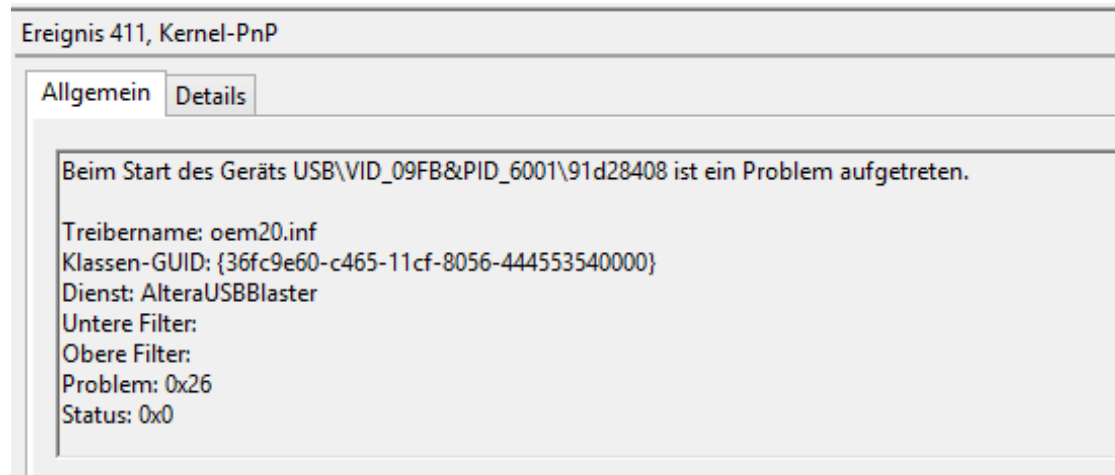 Ereignis 411, Kernel-PnP
Allgemein Details
Beim Start des Geräts USB\VID_09FB&PID_6001\91d28408 ist ein Problem aufgetreten.
Treibername: oem20.inf
Klassen-GUID: {36fc9e60-c465-11cf-8056-444553540000}
Dienst: AlteraUSBBlaster
Untere Filter:
Obere Filter:
Problem: 0x26
Status: 0x0